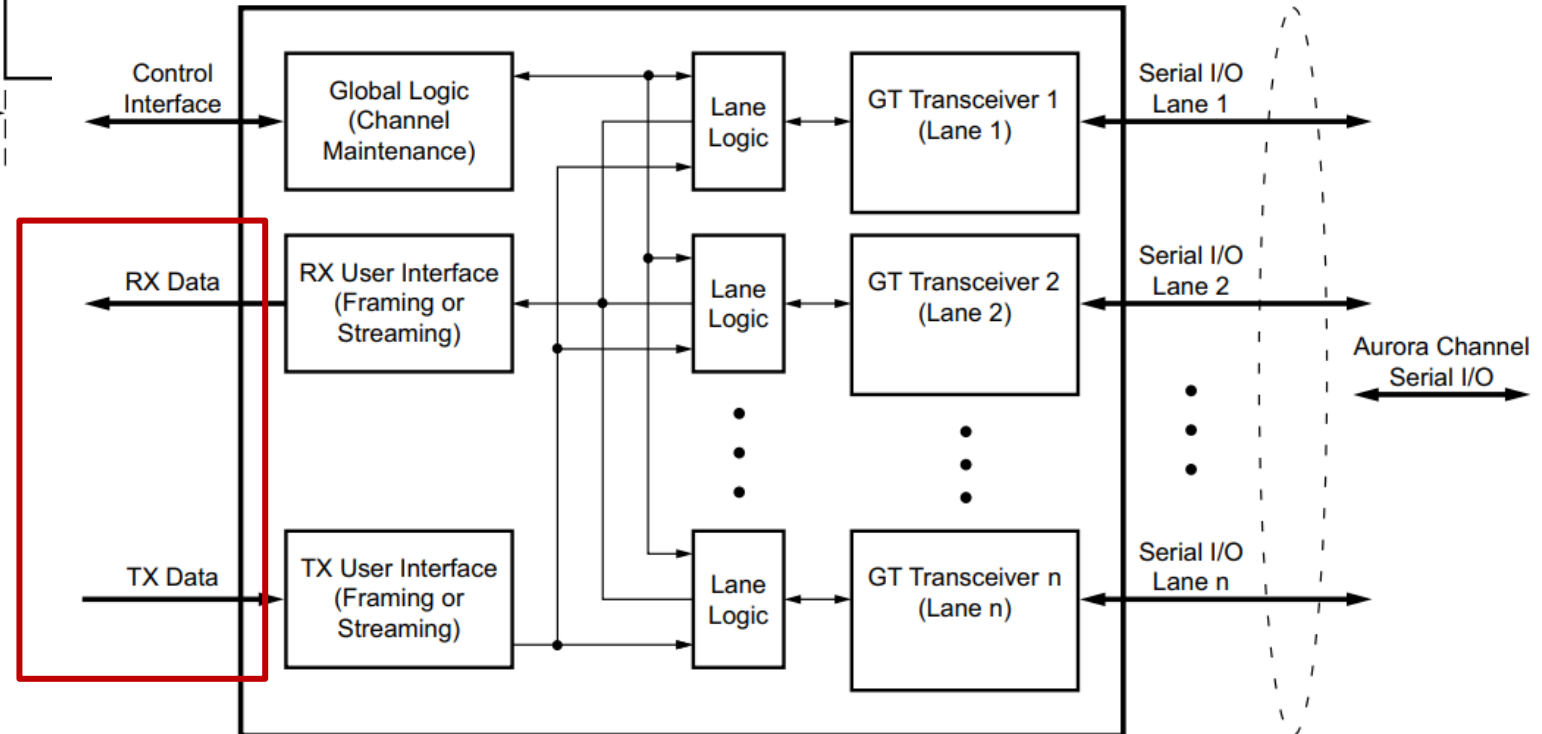 Control
Interface
Global Logic
(Channel
Maintenance)
Lane
Logic
GT Transceiver 1
(Lane 1)
Serial I/O
Lane 1
RX Data
RX User Interface
(Framing or
Streaming)
Lane
Logic
GT Transceiver 2
(Lane 2)
Serial I/O
Lane 2
Aurora Channel
Serial I/O
TX Data
TX User Interface
(Framing or
Streaming)
Lane
Logic
GT Transceiver n
(Lane n)
Serial I/O
Lane n